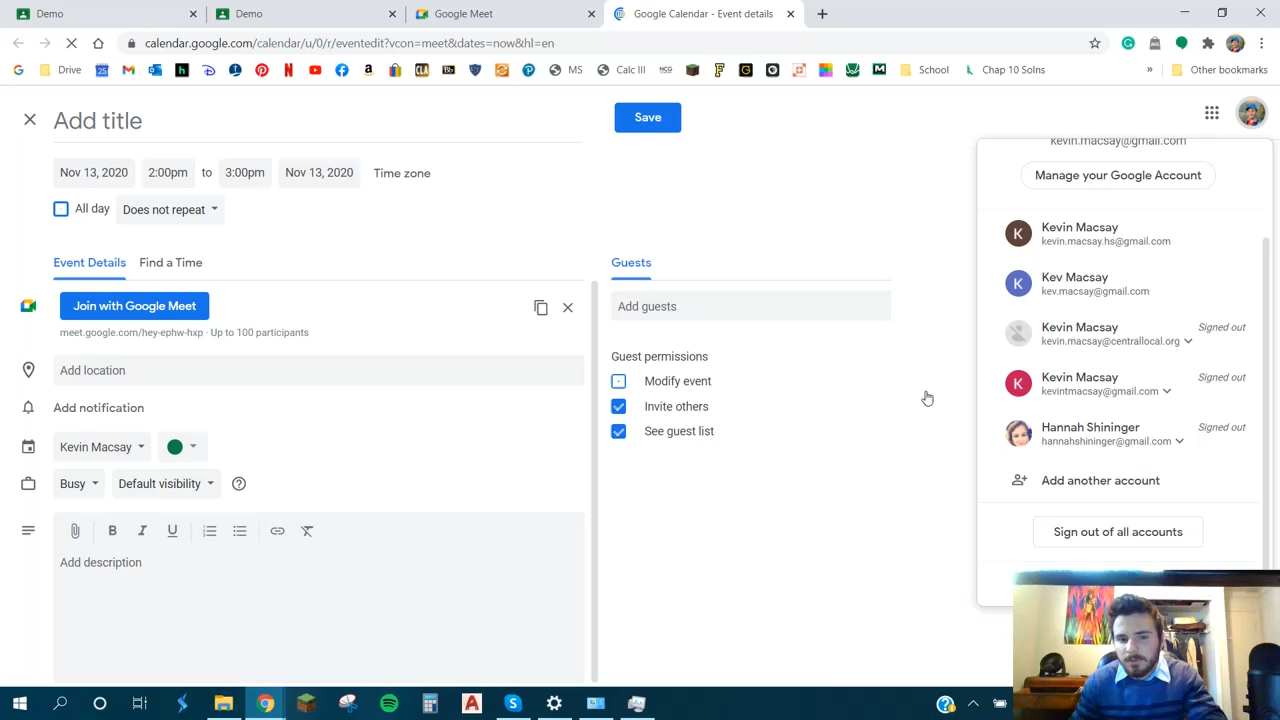 Demo
Demo
Google Meet
Google Calendar - Event details
calendar.google.com/calendar/u/0/r/eventedit?vcon=meet&dates=now&hl=en
Drive
MS
Calc III
School
Chap 10 Solns
»
Other bookmarks
Add title
Save
Nov 13, 2020 2:00pm to 3:00pm Nov 13, 2020 Time zone
All day Does not repeat
Event Details Find a Time
Guests
Join with Google Meet
meet.google.com/hey-ephw-hxp · Up to 100 participants
Add guests
Add location
Guest permissions
Modify event
Invite others
See guest list
Add notification
Kevin Macsay
Busy Default visibility
Add description
kevin.macsay@gmail.com
Manage your Google Account
Kevin Macsay
kevin.macsay.hs@gmail.com
Kev Macsay
kev.macsay@gmail.com
Kevin Macsay Signed out
kevin.macsay@centrallocal.org
Kevin Macsay Signed out
kevintmacsay@gmail.com
Hannah Shininger Signed out
hannahshininger@gmail.com
Add another account
Sign out of all accounts